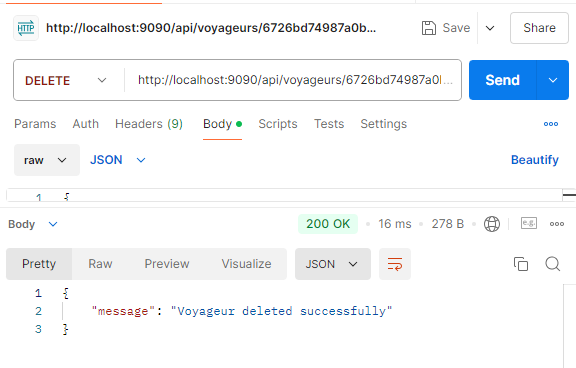 HTTP http://localhost:9090/api/voyageurs/6726bd74987a0b... Save Share
DELETE http://localhost:9090/api/voyageurs/6726bd74987a0b... Send
Params Auth Headers (9) Body Scripts Tests Settings
raw JSON Beautify
1 {
Body 200 OK 16 ms 278 B e.g.
Pretty Raw Preview Visualize JSON
1 {
2 "message": "Voyageur deleted successfully"
3 }